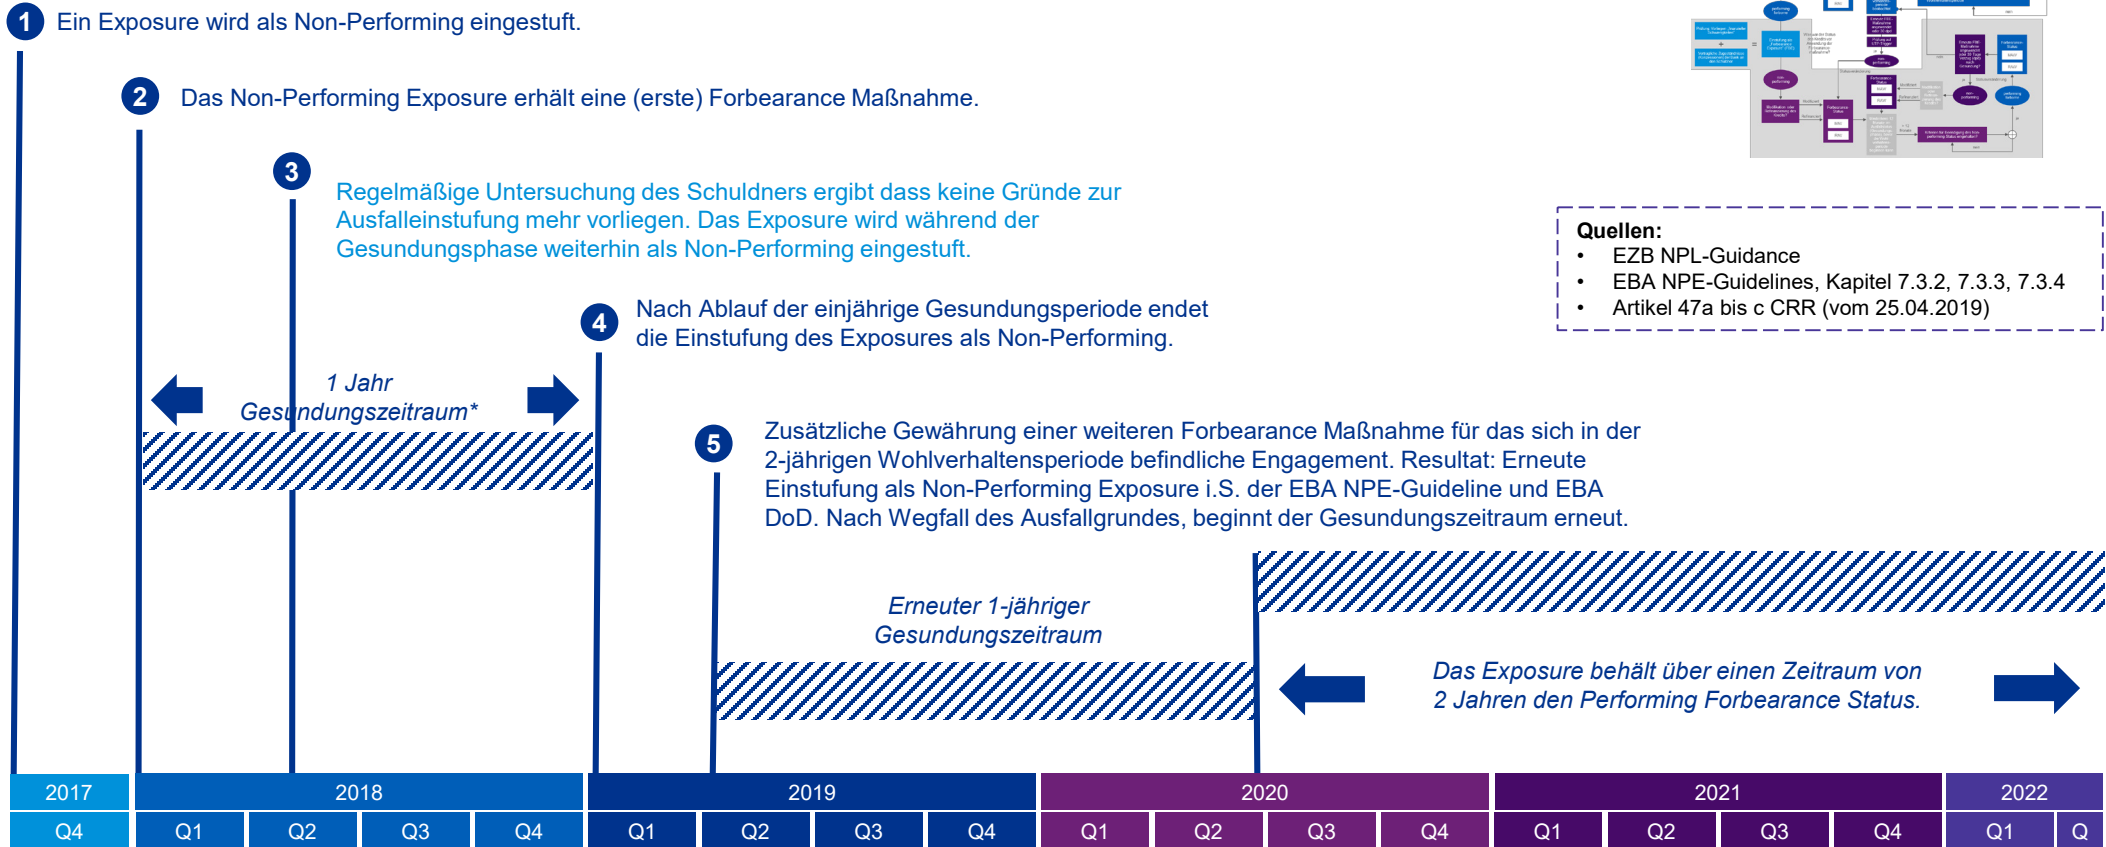 1 Ein Exposure wird als Non-Performing eingestuft.
2 Das Non-Performing Exposure erhält eine (erste) Forbearance Maßnahme.
3
Regelmäßige Untersuchung des Schuldners ergibt dass keine Gründe zur
Ausfalleinstufung mehr vorliegen. Das Exposure wird während der
Gesundungsphase weiterhin als Non-Performing eingestuft.
Quellen:
• EZB NPL-Guidance
• EBA NPE-Guidelines, Kapitel 7.3.2, 7.3.3, 7.3.4
• Artikel 47a bis c CRR (vom 25.04.2019)
4 Nach Ablauf der einjährige Gesundungsperiode endet
die Einstufung des Exposures als Non-Performing.
1 Jahr
Gesundungszeitraum*
5 Zusätzliche Gewährung einer weiteren Forbearance Maßnahme für das sich in der
2-jährigen Wohlverhaltensperiode befindliche Engagement. Resultat: Erneute
Einstufung als Non-Performing Exposure i.S. der EBA NPE-Guideline und EBA
DoD. Nach Wegfall des Ausfallgrundes, beginnt der Gesundungszeitraum erneut.
Erneuter 1-jähriger
Gesundungszeitraum
Das Exposure behält über einen Zeitraum von
2 Jahren den Performing Forbearance Status.
2017 2018 2019 2020 2021 2022
Q4 Q1 Q2 Q3 Q4 Q1 Q2 Q3 Q4 Q1 Q2 Q3 Q4 Q1 Q2 Q3 Q4 Q1 Q